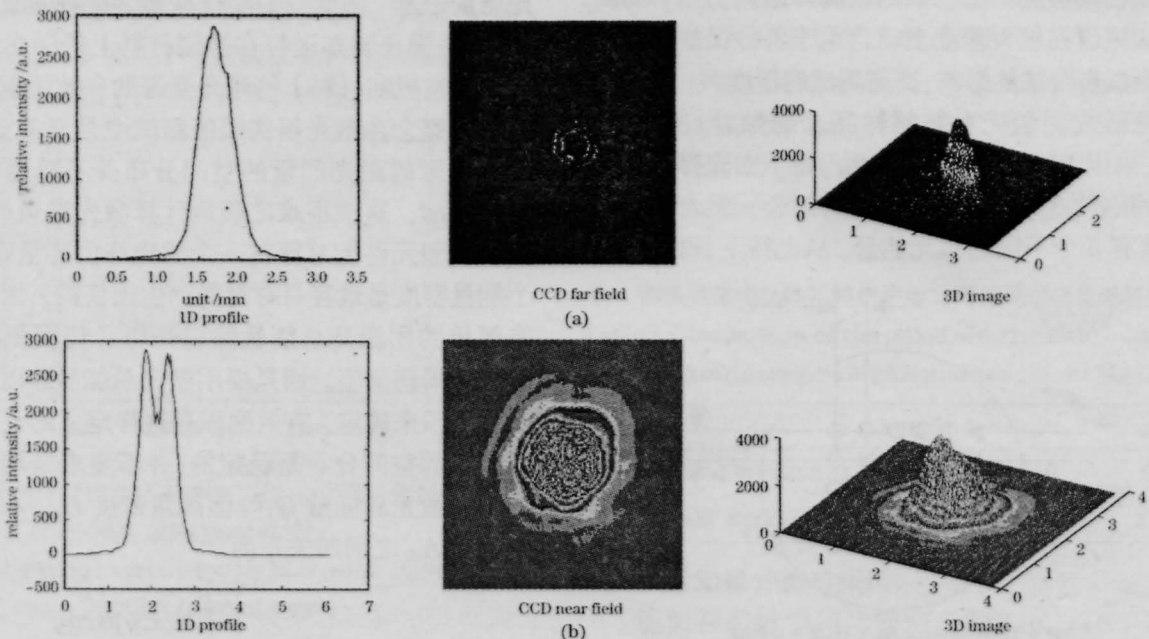 3000
2500
2000
1500
1000
500
0
relative intensity /a.u.
0 0.5 1.0 1.5 2.0 2.5 3.0 3.5
unit /nm
1D profile
CCD far field
4000
2000
0
0 1 2 3
0 2
3D image
(a)
3000
2500
2000
1500
1000
500
0
-500
relative intensity /a.u.
0 1 2 3 4 5 6 7
1D profile
CCD near field
4000
2000
0
0 1 2 3 4
0 1 2 3 4
3D image
(b)